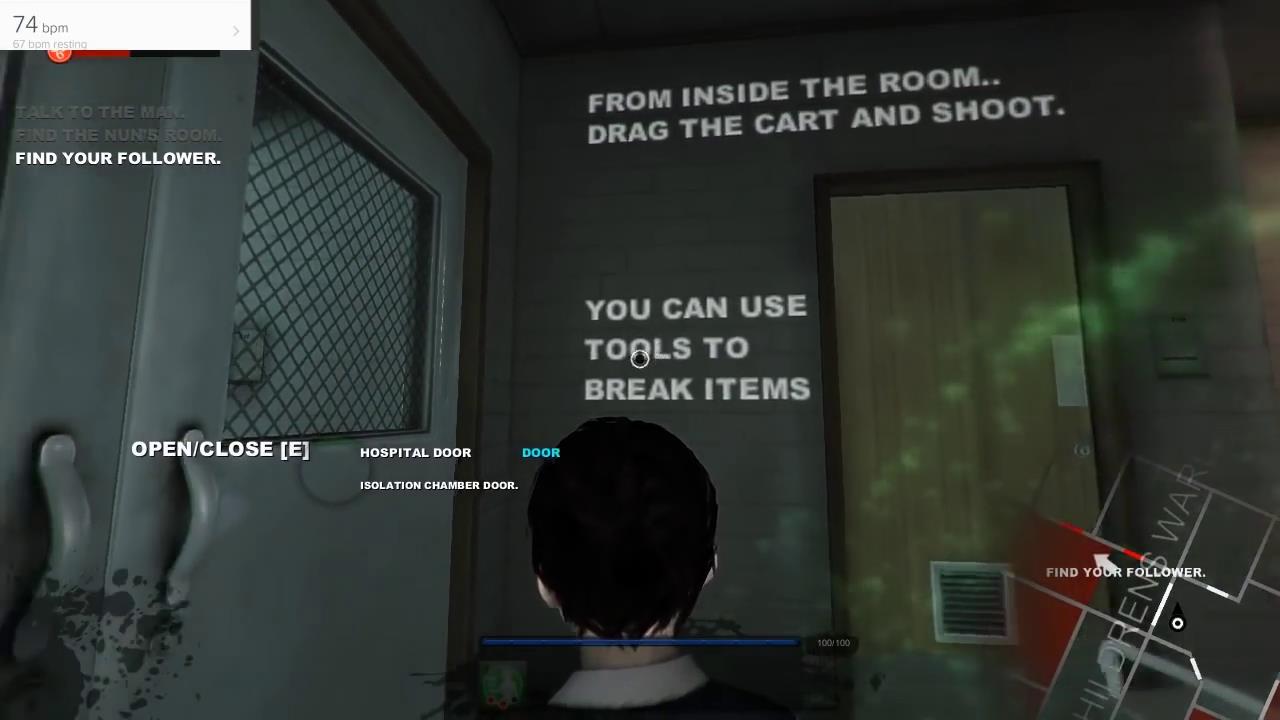 74 bpm
67 bpm resting
TALK TO THE MAN.
FIND THE NUN'S ROOM.
FIND YOUR FOLLOWER.
FROM INSIDE THE ROOM..
DRAG THE CART AND SHOOT.
YOU CAN USE
TOOLS TO
BREAK ITEMS
OPEN/CLOSE [E]
HOSPITAL DOOR
DOOR
ISOLATION CHAMBER DOOR.
FIND YOUR FOLLOWER.
100/100